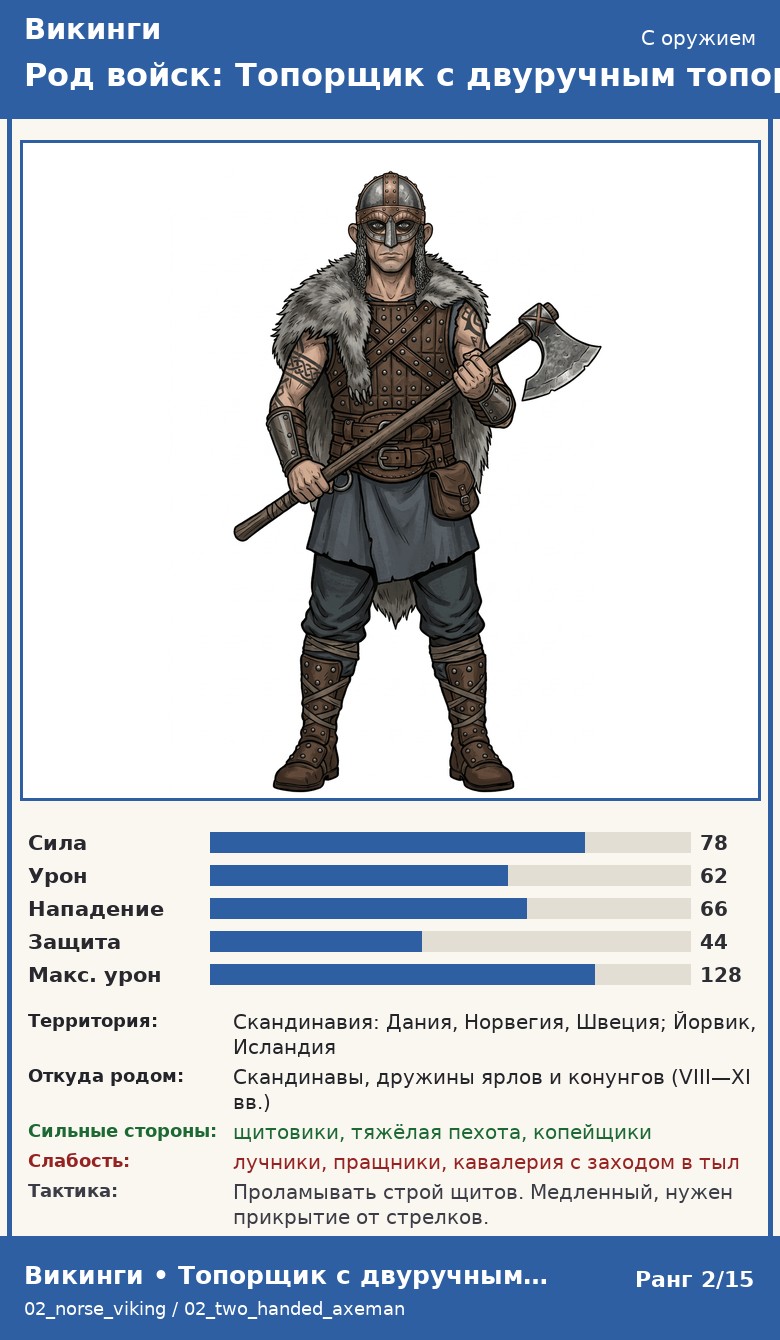 Викинги
С оружием
Род войск: Топорщик с двуручным топор
Сила 78
Урон 62
Нападение 66
Защита 44
Макс. урон 128
Территория: Скандинавия: Дания, Норвегия, Швеция; Йорвик,
Исландия
Откуда родом: Скандинавы, дружины ярлов и конунгов (VIII—XI
вв.)
Сильные стороны: щитовики, тяжёлая пехота, копейщики
Слабость: лучники, пращники, кавалерия с заходом в тыл
Тактика: Проламывать строй щитов. Медленный, нужен
прикрытие от стрелков.
Викинги • Топорщик с двуручным…
Ранг 2/15
02_norse_viking / 02_two_handed_axeman